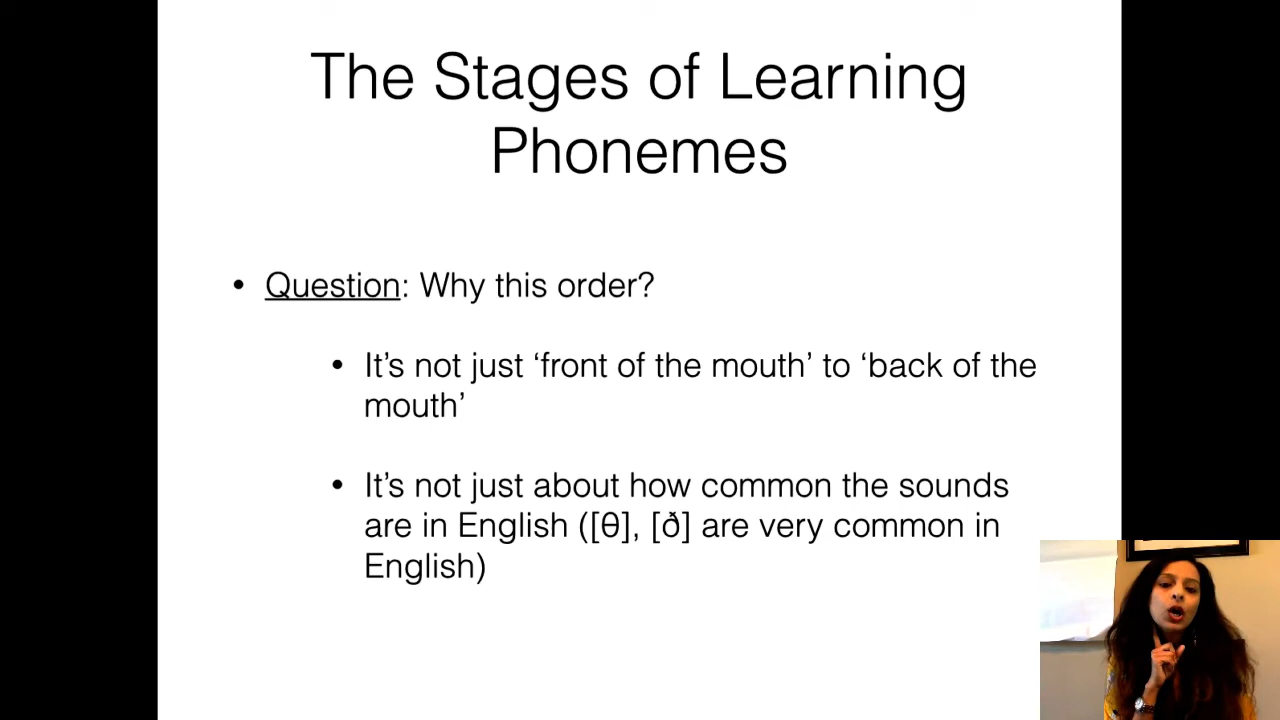 The Stages of Learning
Phonemes
• Question: Why this order?
• It’s not just ‘front of the mouth’ to ‘back of the
mouth’
• It’s not just about how common the sounds
are in English ([θ], [ð] are very common in
English)